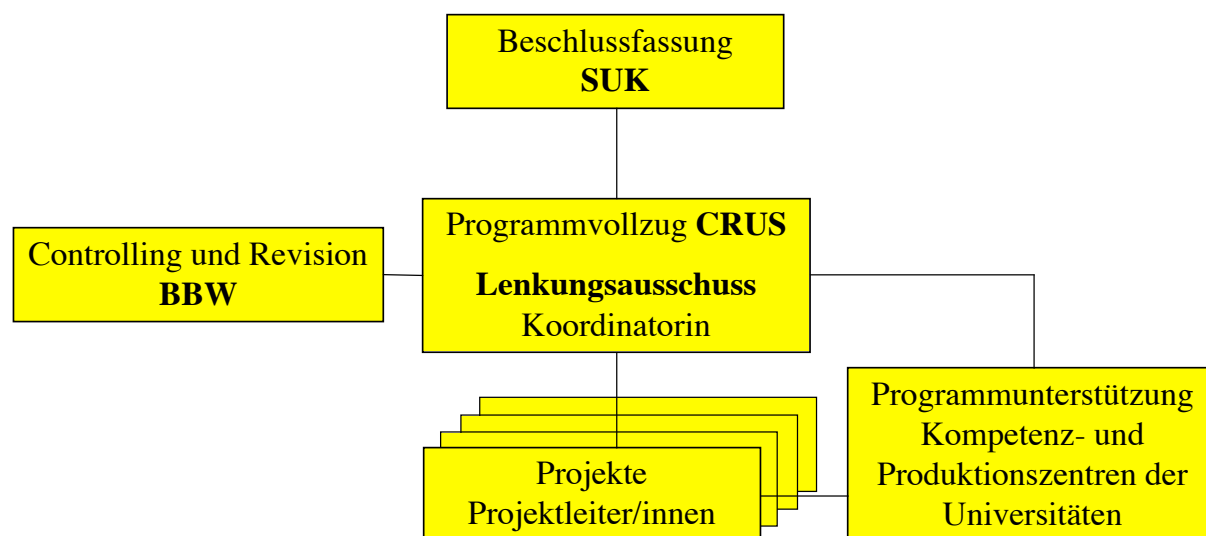 Beschlussfassung
SUK
Programmvollzug CRUS
Lenkungsausschuss
Koordinatorin
Controlling und Revision
BBW
Projekte
Projektleiter/innen
Programmunterstützung
Kompetenz- und
Produktionszentren der
Universitäten